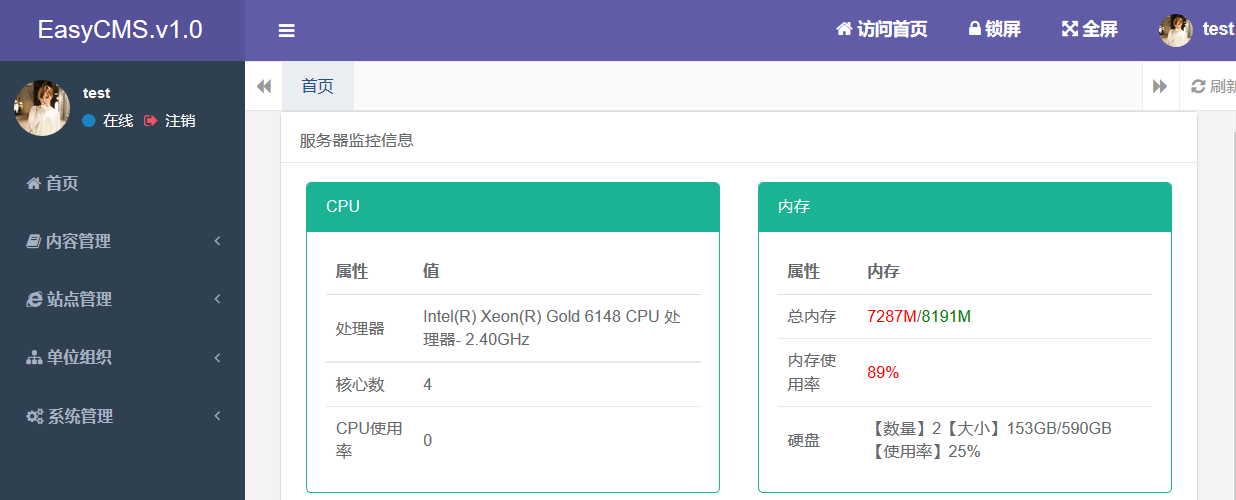 EasyCMS.v1.0
访问首页 锁屏 全屏 test
test
在线 注销
首页
内容管理
站点管理
单位组织
系统管理
首页
刷新
服务器监控信息
CPU
属性 值
处理器 Intel(R) Xeon(R) Gold 6148 CPU 处
理器- 2.40GHz
核心数 4
CPU使用
率 0
内存
属性 内存
总内存 7287M/8191M
内存使
用率 89%
硬盘 【数量】2【大小】153GB/590GB
【使用率】25%